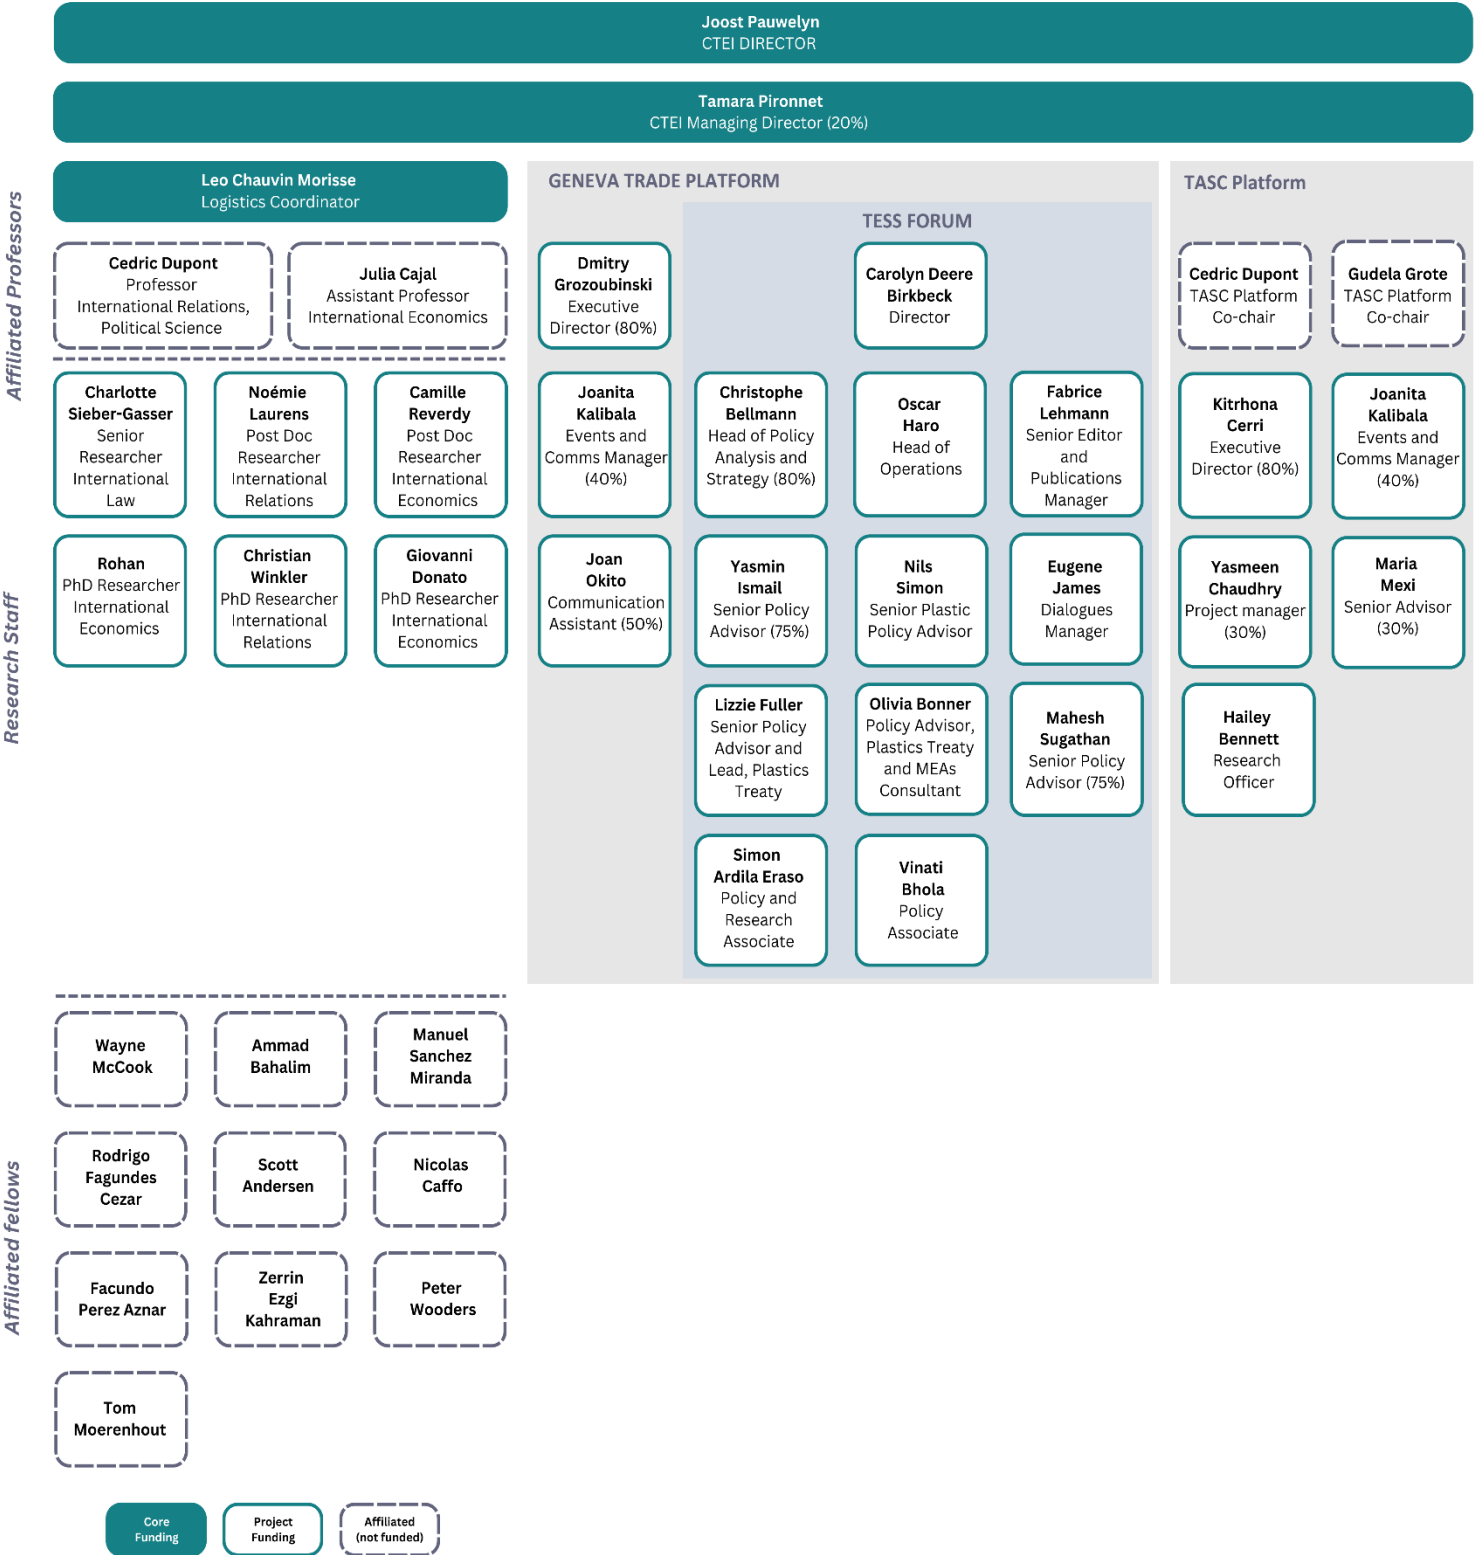 Joost Pauwelyn
CTEI DIRECTOR
Tamara Pironnet
CTEI Managing Director (20%)
Affiliated Professors
Leo Chauvin Morisse
Logistics Coordinator
Cedric Dupont
Professor
International Relations,
Political Science
Julia Cajal
Assistant Professor
International Economics
Research Staff
Charlotte
Sieber-Gasser
Senior
Researcher
International
Law
Noémie
Laurens
Post Doc
Researcher
International
Relations
Camille
Reverdy
Post Doc
Researcher
International
Economics
Rohan
PhD Researcher
International
Economics
Christian
Winkler
PhD Researcher
International
Relations
Giovanni
Donato
PhD Researcher
International
Economics
GENEVA TRADE PLATFORM
Dmitry
Grozoubinski
Executive
Director (80%)
Joanita
Kalibala
Events and
Comms Manager
(40%)
Joan
Okito
Communication
Assistant (50%)
TESS FORUM
Carolyn Deere
Birkbeck
Director
Christophe
Bellmann
Head of Policy
Analysis and
Strategy (80%)
Oscar
Haro
Head of
Operations
Fabrice
Lehmann
Senior Editor
and
Publications
Manager
Yasmin
Ismail
Senior Policy
Advisor (75%)
Nils
Simon
Senior Plastic
Policy Advisor
Eugene
James
Dialogues
Manager
Lizzie Fuller
Senior Policy
Advisor and
Lead, Plastics
Treaty
Olivia Bonner
Policy Advisor,
Plastics Treaty
and MEAs
Consultant
Mahesh
Sugathan
Senior Policy
Advisor (75%)
Simon
Ardila Eraso
Policy and
Research
Associate
Vinati
Bhola
Policy
Associate
TASC Platform
Cedric Dupont
TASC Platform
Co-chair
Gudela Grote
TASC Platform
Co-chair
Kitrhona
Cerri
Executive
Director (80%)
Joanita
Kalibala
Events and
Comms Manager
(40%)
Yasmeen
Chaudhry
Project manager
(30%)
Maria
Mexi
Senior Advisor
(30%)
Hailey
Bennett
Research
Officer
Affiliated fellows
Wayne
McCook
Ammad
Bahalim
Manuel
Sanchez
Miranda
Rodrigo
Fagundes
Cezar
Scott
Andersen
Nicolas
Caffo
Facundo
Perez Aznar
Zerrin
Ezgi
Kahraman
Peter
Wooders
Tom
Moerenhout
Core
Funding
Project
Funding
Affiliated
(not funded)